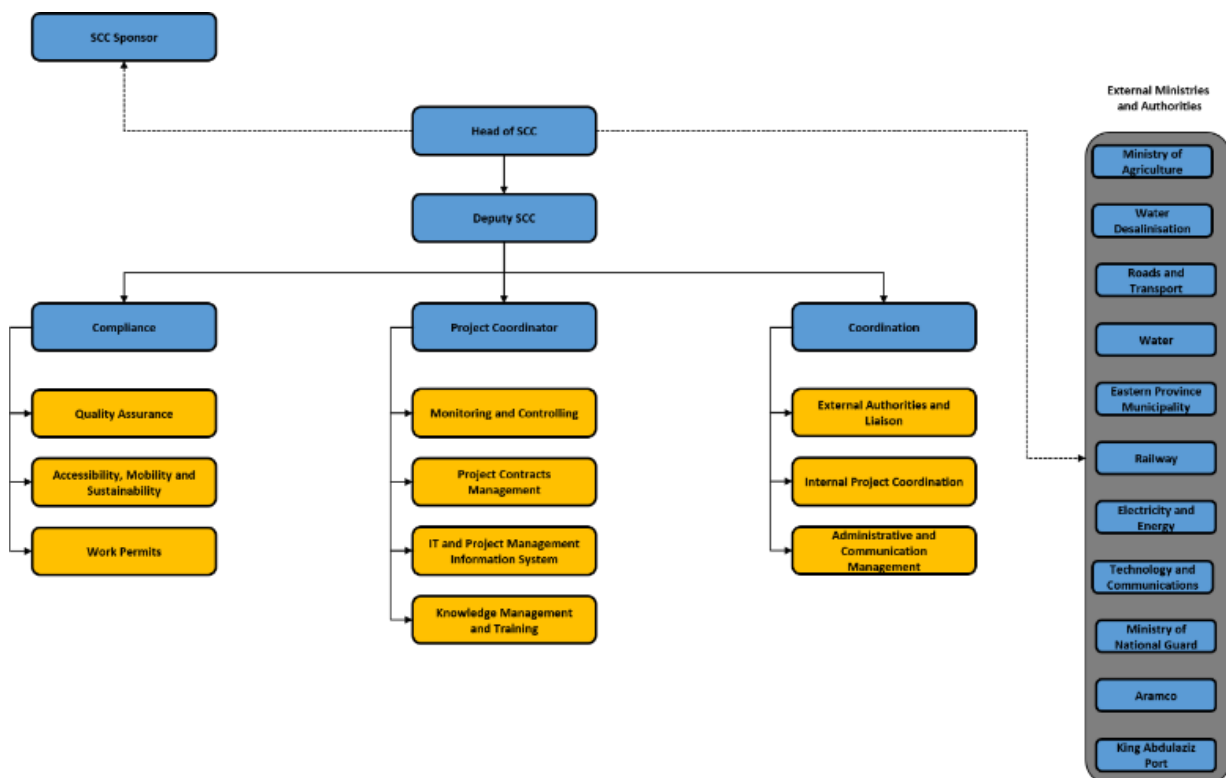 SCC Sponsor
External Ministries
and Authorities
Head of SCC
Ministry of
Agriculture
Deputy SCC
Water
Desalinisation
Roads and
Transport
Compliance
Project Coordinator
Coordination
Water
Quality Assurance
Monitoring and Controlling
External Authorities and
Liaison
Eastern Province
Municipality
Accessibility, Mobility and
Sustainability
Project Contracts
Management
Internal Project Coordination
Railway
Work Permits
IT and Project Management
Information System
Administrative and
Communication
Management
Electricity and
Energy
Knowledge Management
and Training
Technology and
Communications
Ministry of
National Guard
Aramco
King Abdulaziz
Port